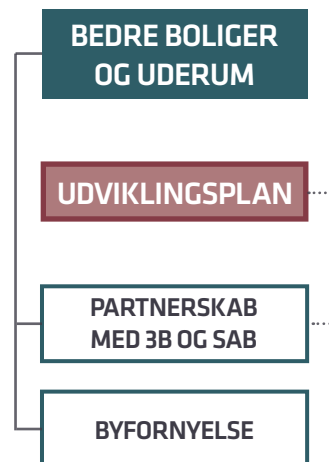 BEDRE BOLIGER
OG UDERUM
UDVIKLINGSPLAN
PARTNERSKAB
MED 3B OG SAB
BYFORNYELSE